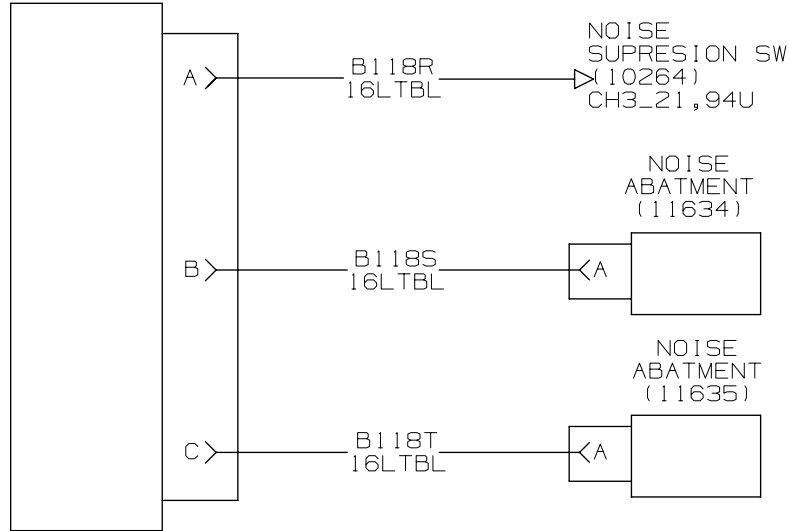 NOISE
SUPRESION SW
(10264)
CH3_21,94U
A
B118R
16LTBL
NOISE
ABATMENT
(11634)
B
B118S
16LTBL
A
NOISE
ABATMENT
(11635)
C
B118T
16LTBL
A